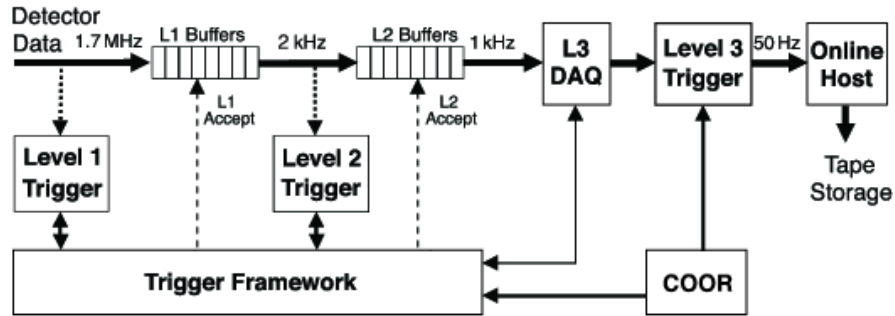 Detector
Data
1.7 MHz
L1 Buffers
2 kHz
L2 Buffers
1 kHz
L3
DAQ
Level 3
Trigger
50 Hz
Online
Host
L1
Accept
L2
Accept
Level 1
Trigger
Level 2
Trigger
Tape
Storage
Trigger Framework
COOR